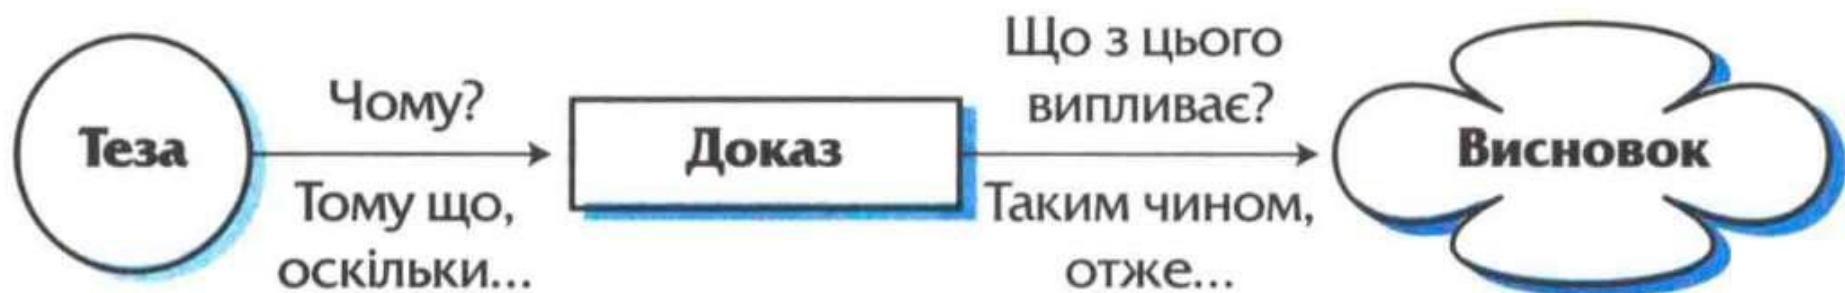 Теза
Чому?
Тому що,
оскільки...
Доказ
Що з цього
випливає?
Таким чином,
отже...
Висновок